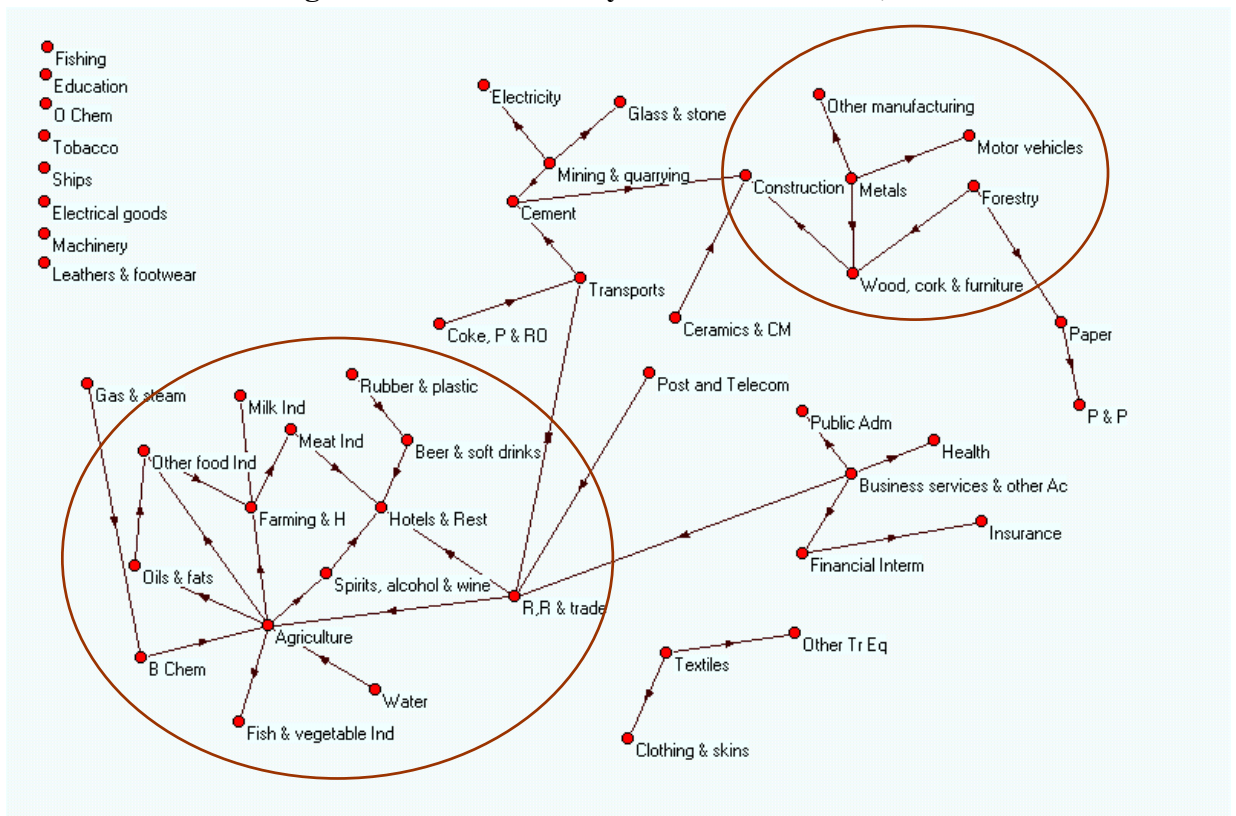 Fishing
Education
O Chem
Tobacco
Ships
Electrical goods
Machinery
Leathers & footwear
Electricity
Glass & stone
Mining & quarrying
Cement
Transports
Coke, P & RO
Ceramics & CM
Other manufacturing
Motor vehicles
Construction
Metals
Forestry
Wood, cork & furniture
Paper
P & P
Gas & steam
Milk Ind
Rubber & plastic
Meat Ind
Beer & soft drinks
Other food Ind
Farming & H
Hotels & Rest
Oils & fats
Spirits, alcohol & wine
R,R & trade
Agriculture
B Chem
Water
Fish & vegetable Ind
Post and Telecom
Public Adm
Health
Business services & other Ac
Insurance
Financial Interm
Other Tr Eq
Textiles
Clothing & skins